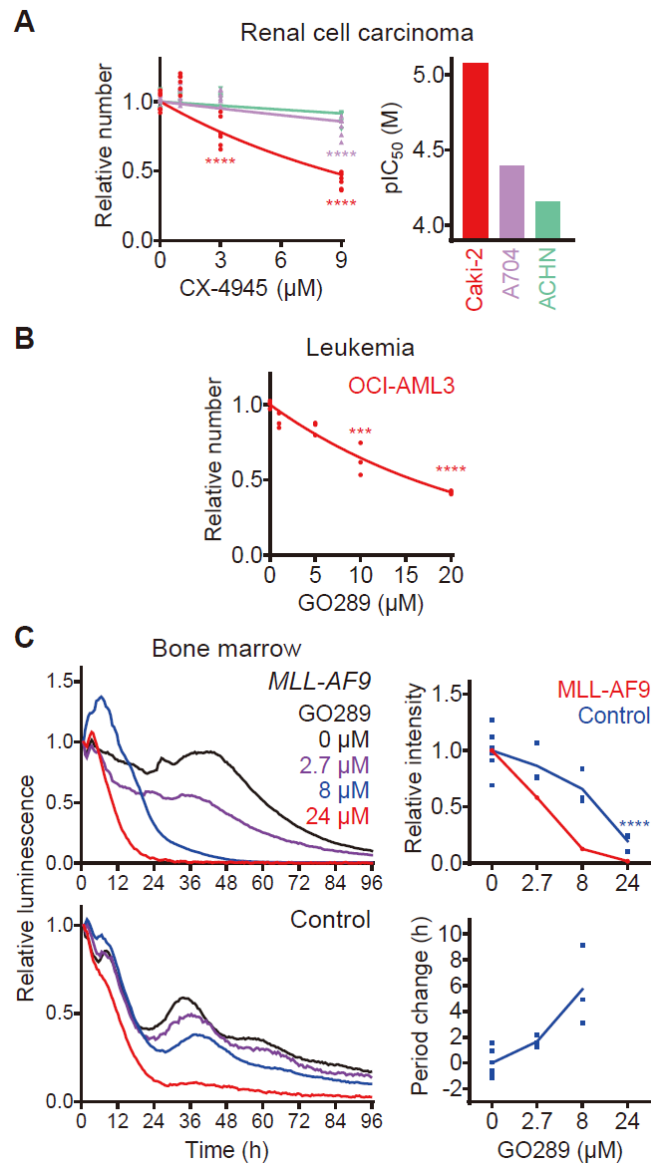 A
Renal cell carcinoma
Relative number
1.0
0.5
0.0
****
****
****
0 3 6 9
CX-4945 (µM)
pIC50 (M)
5.0
4.5
4.0
Caki-2
A704
ACHN
B
Leukemia
OCI-AML3
Relative number
1.0
0.5
0.0
***
****
0 5 10 15 20
GO289 (µM)
C
Bone marrow
Relative luminescence
1.5
1.0
0.5
0.0
MLL-AF9
GO289
0 µM
2.7 µM
8 µM
24 µM
0 12 24 36 48 60 72 84 96
Relative intensity
1.5
1.0
0.5
0.0
MLL-AF9
Control
****
0 2.7 8 24
Control
1.0
0.5
0.0
0 12 24 36 48 60 72 84 96
Time (h)
Period change (h)
10
8
6
4
2
0
-2
0 2.7 8 24
GO289 (µM)